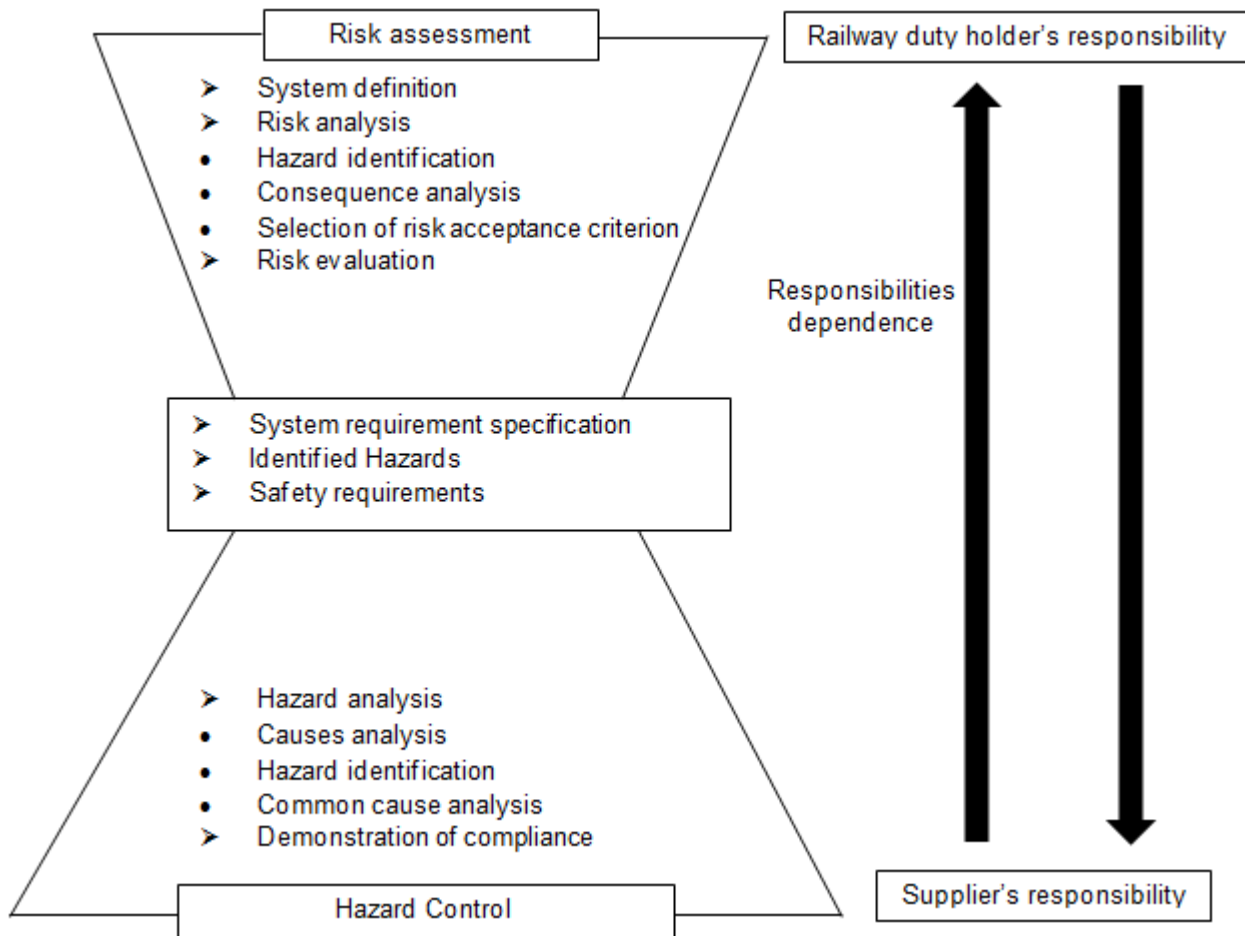 Risk assessment
Railway duty holder's responsibility
➤ System definition
➤ Risk analysis
• Hazard identification
• Consequence analysis
• Selection of risk acceptance criterion
➤ Risk evaluation
Responsibilities
dependence
➤ System requirement specification
➤ Identified Hazards
➤ Safety requirements
➤ Hazard analysis
• Causes analysis
• Hazard identification
• Common cause analysis
➤ Demonstration of compliance
Hazard Control
Supplier's responsibility